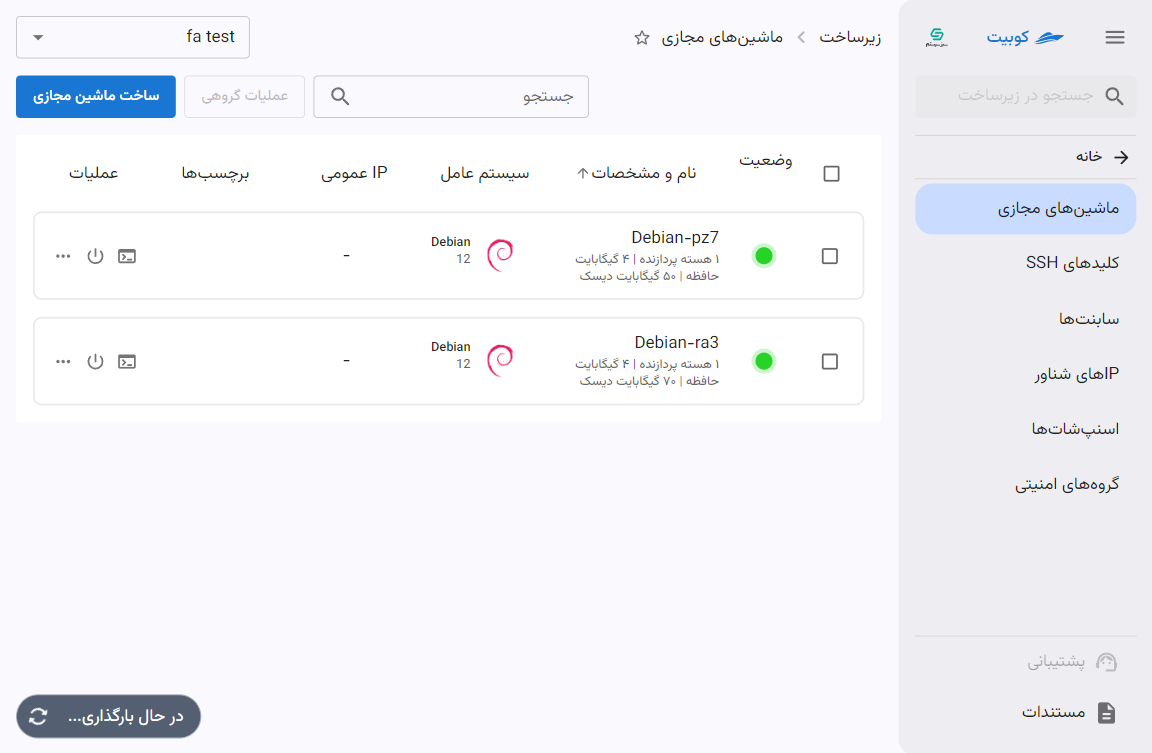 کوبیت
جستجو در زیرساخت
خانه
ماشین‌های مجازی
کلیدهای SSH
سابنت‌ها
IPهای شناور
اسنپ‌شات‌ها
گروه‌های امنیتی
پشتیبانی
مستندات
زیرساخت
ماشین‌های مجازی
fa test
جستجو
عملیات گروهی
ساخت ماشین مجازی
وضعیت
نام و مشخصات
سیستم عامل
IP عمومی
برچسب‌ها
عملیات
Debian-pz7
۱ هسته پردازنده | ۴ گیگابایت
حافظه | ۵۰ گیگابایت دیسک
Debian
12
-
Debian-ra3
۱ هسته پردازنده | ۴ گیگابایت
حافظه | ۷۰ گیگابایت دیسک
Debian
12
-
در حال بارگذاری...